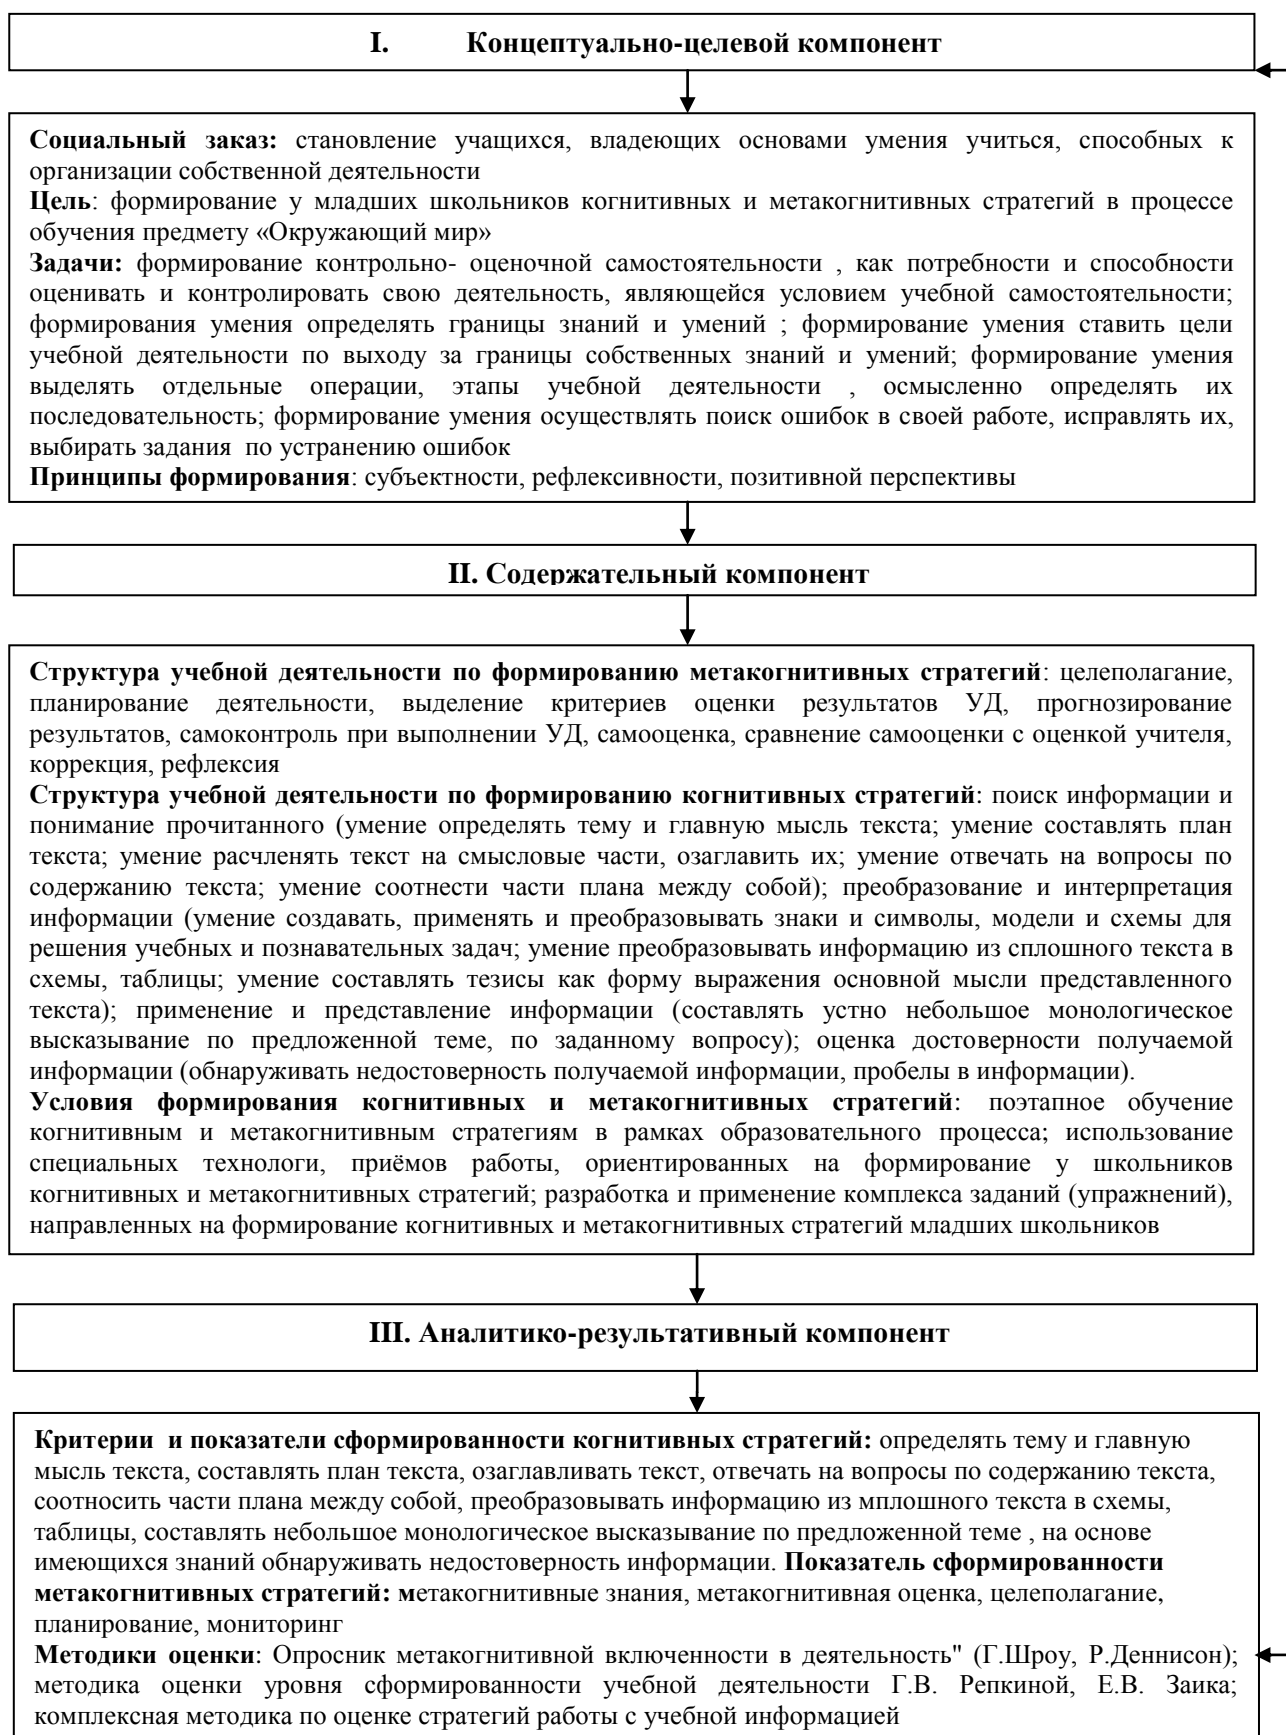 I. Концептуально-целевой компонент
Социальный заказ: становление учащихся, владеющих основами умения учиться, способных к
организации собственной деятельности
Цель: формирование у младших школьников когнитивных и метакогнитивных стратегий в процессе
обучения предмету «Окружающий мир»
Задачи: формирование контрольно- оценочной самостоятельности , как потребности и способности
оценивать и контролировать свою деятельность, являющейся условием учебной самостоятельности;
формирования умения определять границы знаний и умений ; формирование умения ставить цели
учебной деятельности по выходу за границы собственных знаний и умений; формирование умения
выделять отдельные операции, этапы учебной деятельности , осмысленно определять их
последовательность; формирование умения осуществлять поиск ошибок в своей работе, исправлять их,
выбирать задания по устранению ошибок
Принципы формирования: субъектности, рефлексивности, позитивной перспективы
II. Содержательный компонент
Структура учебной деятельности по формированию метакогнитивных стратегий: целеполагание,
планирование деятельности, выделение критериев оценки результатов УД, прогнозирование
результатов, самоконтроль при выполнении УД, самооценка, сравнение самооценки с оценкой учителя,
коррекция, рефлексия
Структура учебной деятельности по формированию когнитивных стратегий: поиск информации и
понимание прочитанного (умение определять тему и главную мысль текста; умение составлять план
текста; умение расчленять текст на смысловые части, озаглавить их; умение отвечать на вопросы по
содержанию текста; умение соотнести части плана между собой); преобразование и интерпретация
информации (умение создавать, применять и преобразовывать знаки и символы, модели и схемы для
решения учебных и познавательных задач; умение преобразовывать информацию из сплошного текста в
схемы, таблицы; умение составлять тезисы как форму выражения основной мысли представленного
текста); применение и представление информации (составлять устно небольшое монологическое
высказывание по предложенной теме, по заданному вопросу); оценка достоверности получаемой
информации (обнаруживать недостоверность получаемой информации, пробелы в информации).
Условия формирования когнитивных и метакогнитивных стратегий: поэтапное обучение
когнитивным и метакогнитивным стратегиям в рамках образовательного процесса; использование
специальных технологи, приёмов работы, ориентированных на формирование у школьников
когнитивных и метакогнитивных стратегий; разработка и применение комплекса заданий (упражнений),
направленных на формирование когнитивных и метакогнитивных стратегий младших школьников
III. Аналитико-результативный компонент
Критерии и показатели сформированности когнитивных стратегий: определять тему и главную
мысль текста, составлять план текста, озаглавливать текст, отвечать на вопросы по содержанию текста,
соотносить части плана между собой, преобразовывать информацию из мплошного текста в схемы,
таблицы, составлять небольшое монологическое высказывание по предложенной теме , на основе
имеющихся знаний обнаруживать недостоверность информации. Показатель сформированности
метакогнитивных стратегий: метакогнитивные знания, метакогнитивная оценка, целеполагание,
планирование, мониторинг
Методики оценки: Опросник метакогнитивной включенности в деятельность" (Г.Шроу, Р.Деннисон);
методика оценки уровня сформированности учебной деятельности Г.В. Репкиной, Е.В. Заика;
комплексная методика по оценке стратегий работы с учебной информацией